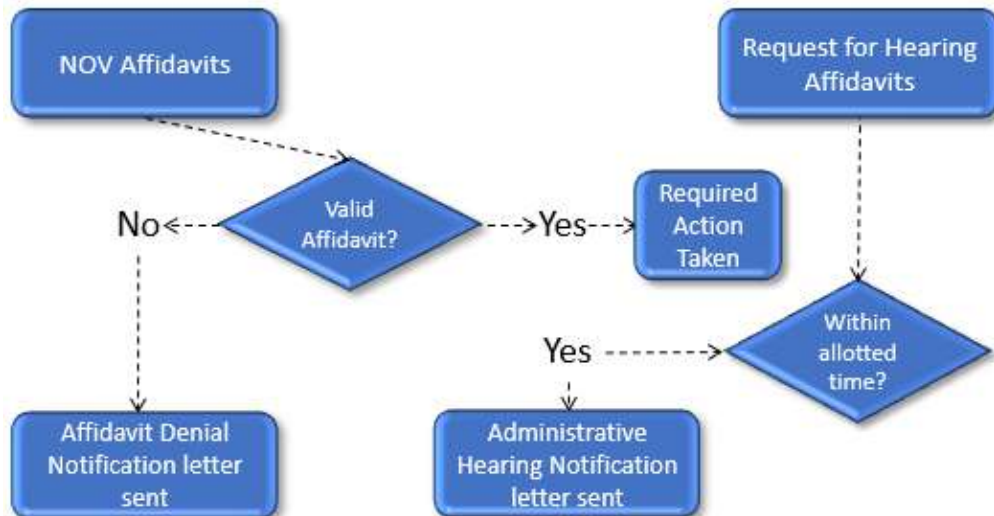 NOV Affidavits
Request for Hearing
Affidavits
Valid
Affidavit?
No
Yes
Required
Action
Taken
Within
allotted
time?
Yes
Affidavit Denial
Notification letter
sent
Administrative
Hearing Notification
letter sent